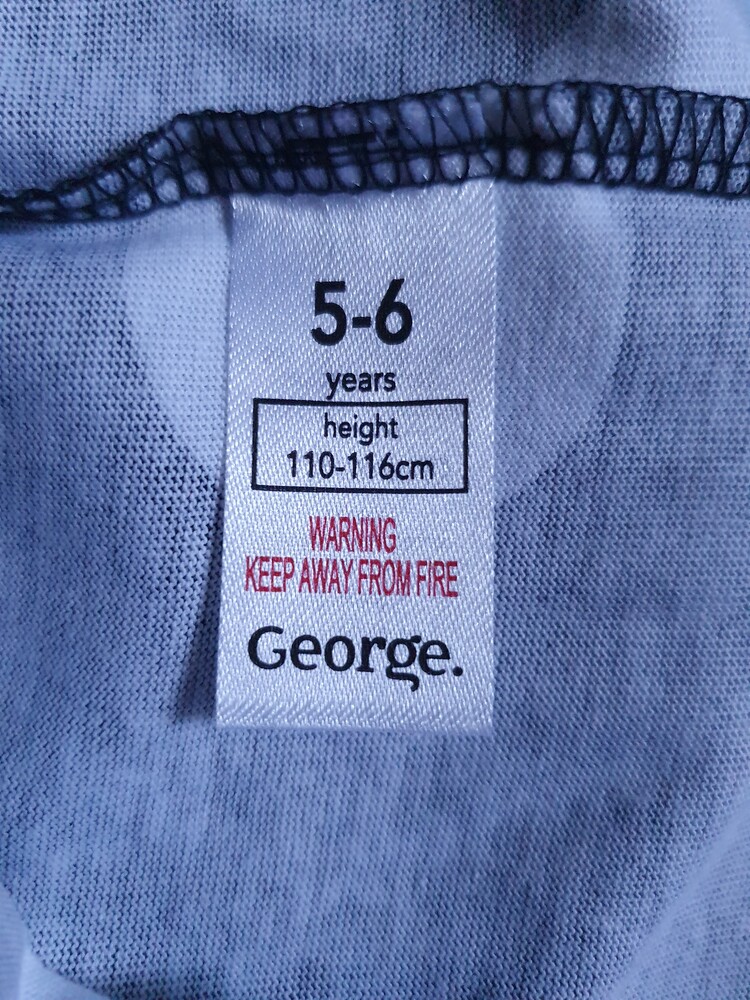 5-6
years
height
110-116cm
WARNING
KEEP AWAY FROM FIRE
George.